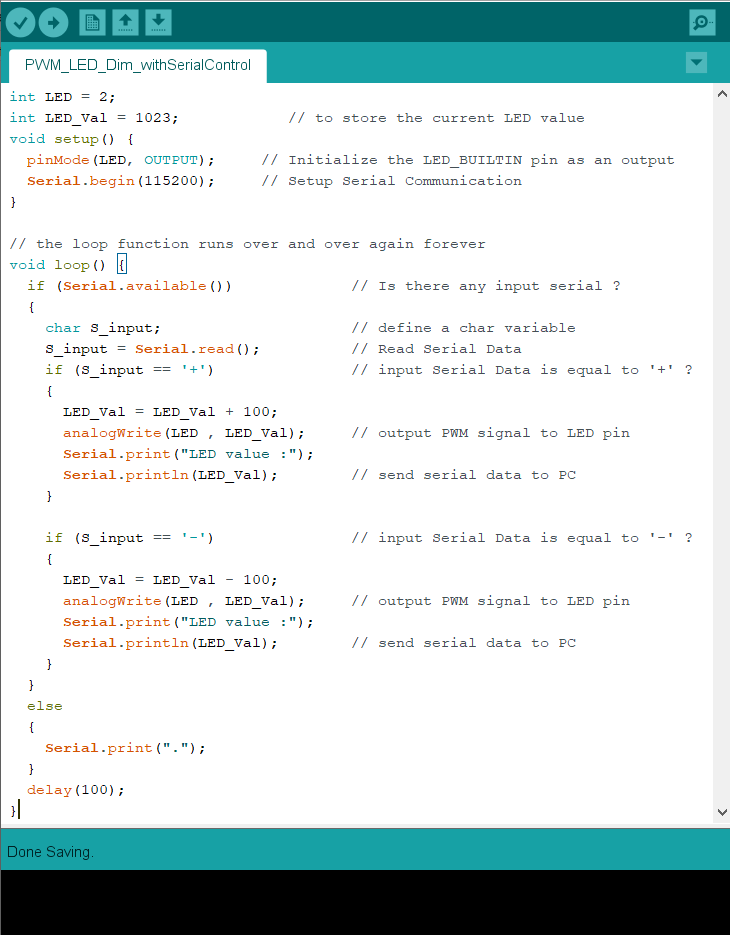 PWM_LED_Dim_withSerialControl
int LED = 2;
int LED_Val = 1023;             // to store the current LED value
void setup() {
  pinMode(LED, OUTPUT);     // Initialize the LED_BUILTIN pin as an output
  Serial.begin(115200);     // Setup Serial Communication
}

// the loop function runs over and over again forever
void loop() {
  if (Serial.available())             // Is there any input serial ?
  {
    char S_input;                     // define a char variable
    S_input = Serial.read();          // Read Serial Data
    if (S_input == '+')               // input Serial Data is equal to '+' ?
    {
      LED_Val = LED_Val + 100;
      analogWrite(LED , LED_Val);     // output PWM signal to LED pin
      Serial.print("LED value :");
      Serial.println(LED_Val);        // send serial data to PC
    }

    if (S_input == '-')               // input Serial Data is equal to '-' ?
    {
      LED_Val = LED_Val - 100;
      analogWrite(LED , LED_Val);     // output PWM signal to LED pin
      Serial.print("LED value :");
      Serial.println(LED_Val);        // send serial data to PC
    }
  }
  else
  {
    Serial.print(".");
  }
  delay(100);
}
Done Saving.